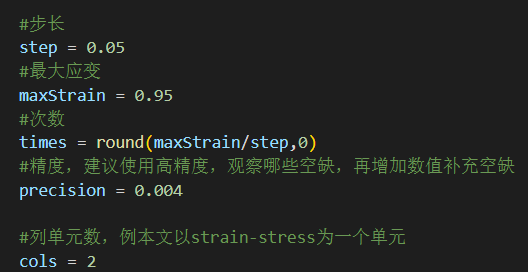 #步长
step = 0.05
#最大应变
maxStrain = 0.95
#次数
times = round(maxStrain/step,0)
#精度，建议使用高精度，观察哪些空缺，再增加数值补充空缺
precision = 0.004
#列单元数，例本文以strain-stress为一个单元
cols = 2